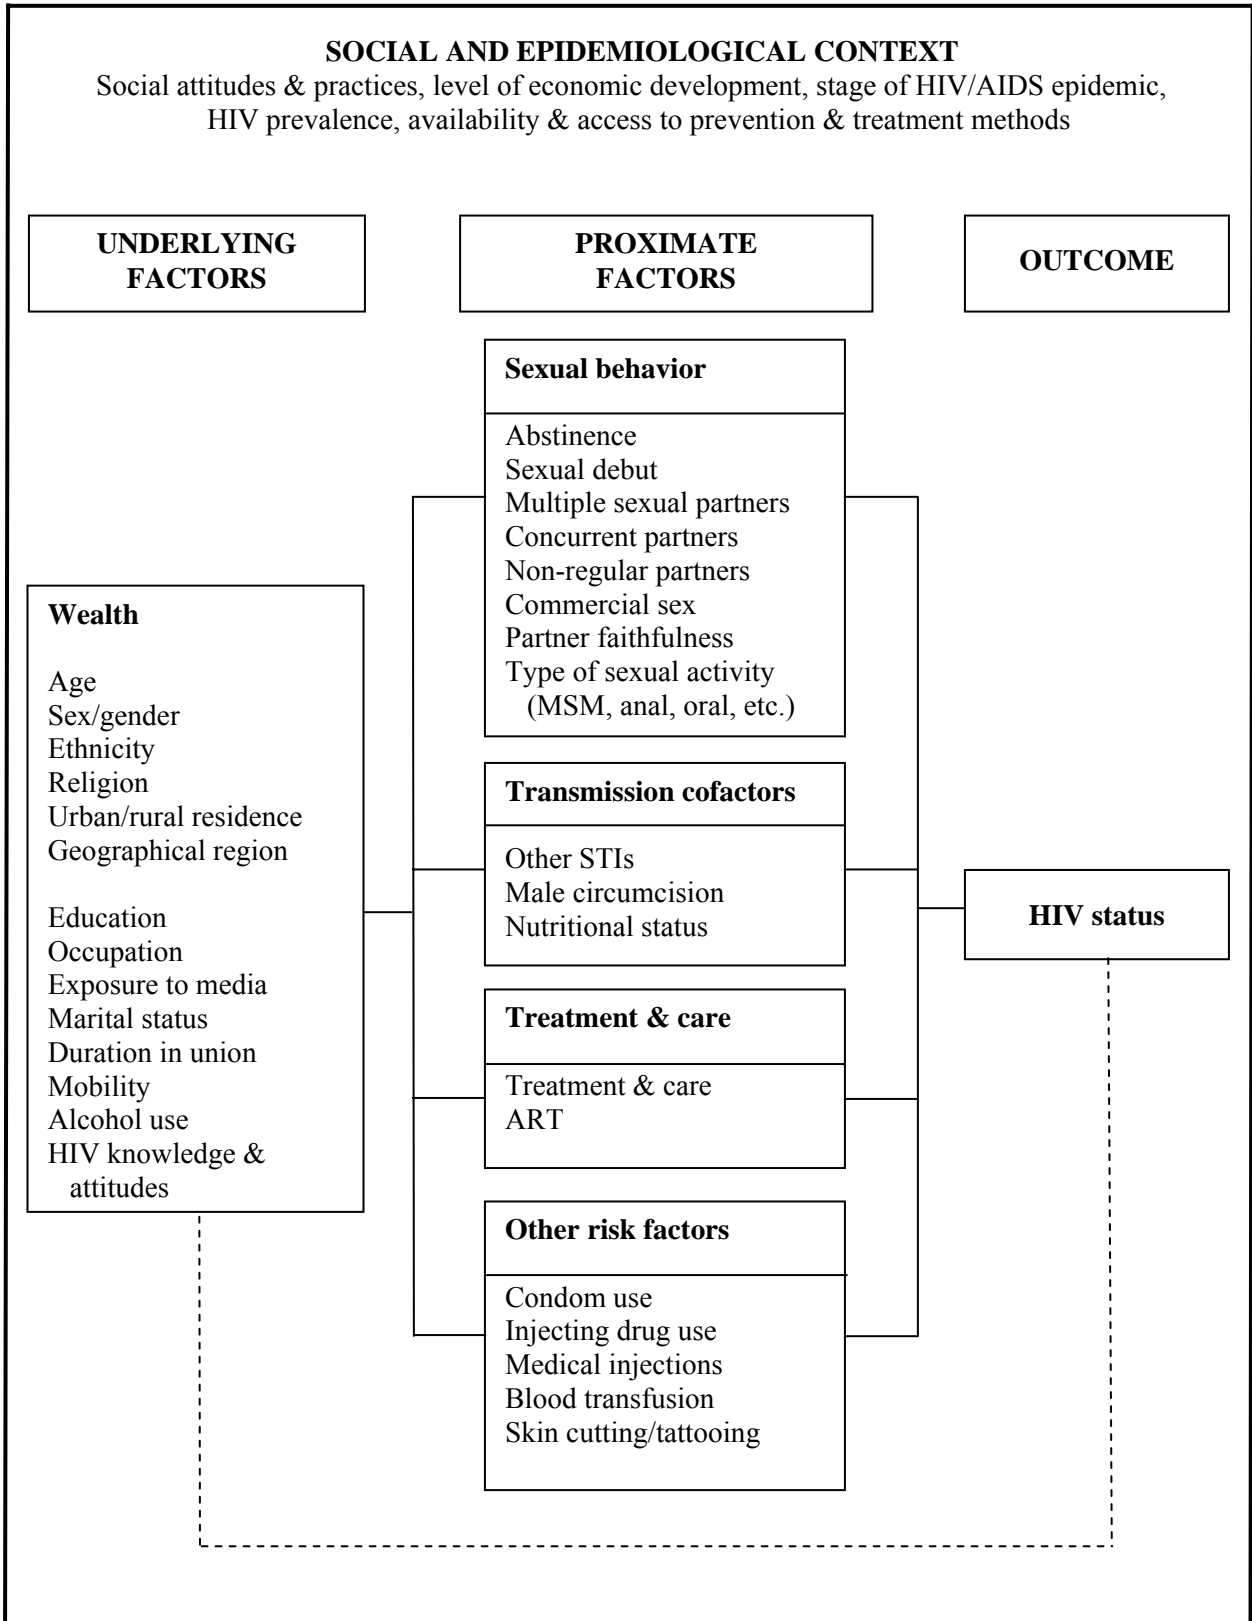 SOCIAL AND EPIDEMIOLOGICAL CONTEXT
Social attitudes & practices, level of economic development, stage of HIV/AIDS epidemic,
HIV prevalence, availability & access to prevention & treatment methods
UNDERLYING
FACTORS
PROXIMATE
FACTORS
OUTCOME
Wealth
Age
Sex/gender
Ethnicity
Religion
Urban/rural residence
Geographical region
Education
Occupation
Exposure to media
Marital status
Duration in union
Mobility
Alcohol use
HIV knowledge &
attitudes
Sexual behavior
Abstinence
Sexual debut
Multiple sexual partners
Concurrent partners
Non-regular partners
Commercial sex
Partner faithfulness
Type of sexual activity
(MSM, anal, oral, etc.)
Transmission cofactors
Other STIs
Male circumcision
Nutritional status
Treatment & care
Treatment & care
ART
Other risk factors
Condom use
Injecting drug use
Medical injections
Blood transfusion
Skin cutting/tattooing
HIV status